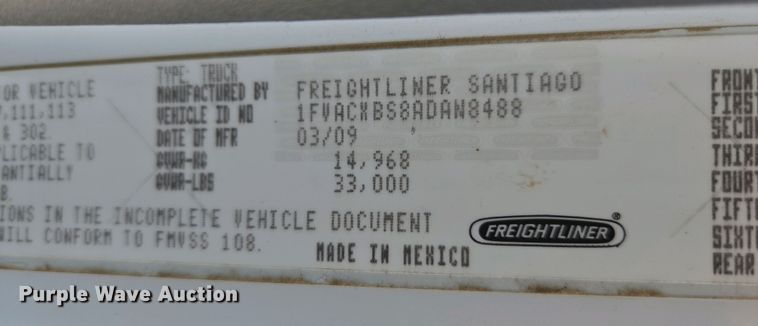 OR VEHICLE
7,111,113
& 302.
PLICABLE TO
ANTIALLY
B.
IONS IN THE INCOMPLETE VEHICLE DOCUMENT
WILL CONFORM TO FMVSS 108.
TYPE: TRUCK
MANUFACTURED BY FREIGHTLINER SANTIAGO
VEHICLE ID NO 1FVACXBS8ADAN8488
DATE OF MFR 03/09
GVWR-KG 14,968
GVWR-LBS 33,000
MADE IN MEXICO
FREIGHTLINER®
FRONT
FIRST
SECON
THIRD
FOURT
FIFTH
SIXTH
REAR
Purple Wave Auction